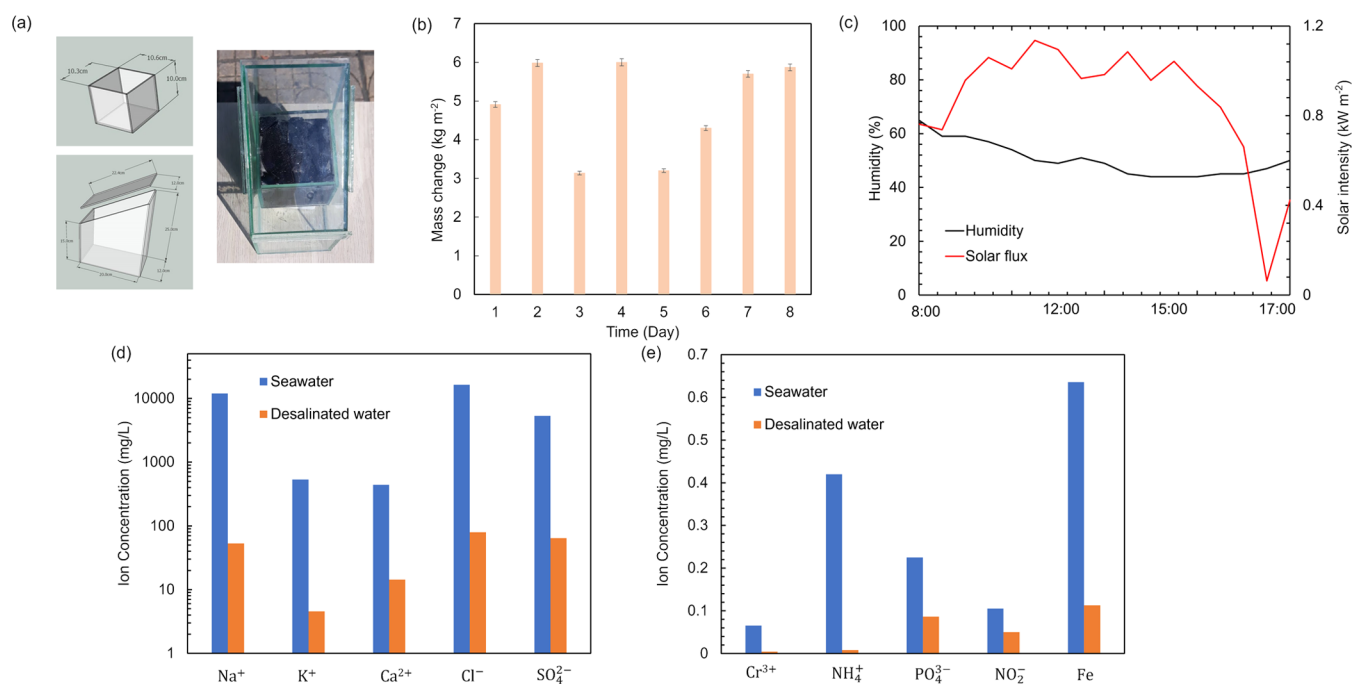 (a)
10.3cm
10.6cm
10.0cm
(b)
Mass change (kg m⁻²)
7
6
5
4
3
2
1
0
1 2 3 4 5 6 7 8
Time (Day)
(c)
Humidity (%)
100
80
60
40
20
0
Humidity
Solar flux
8:00 12:00 15:00 17:00
1.2
0.8
0.4
0
Solar intensity (kW m⁻²)
(d)
Ion Concentration (mg/L)
10000
1000
100
10
1
Seawater
Desalinated water
Na⁺ K⁺ Ca²⁺ Cl⁻ SO₄²⁻
(e)
Ion Concentration (mg/L)
0.7
0.6
0.5
0.4
0.3
0.2
0.1
0
Seawater
Desalinated water
Cr³⁺ NH₄⁺ PO₄³⁻ NO₂⁻ Fe